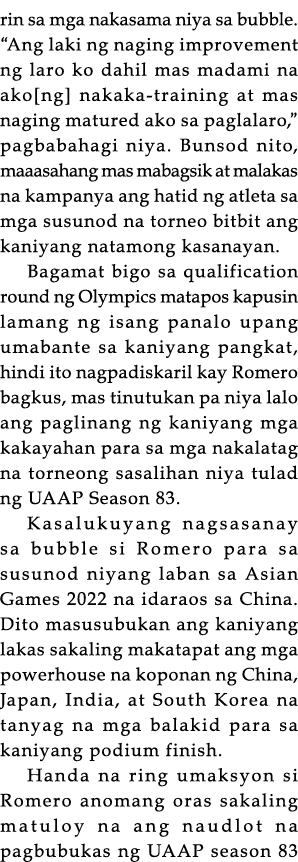 rin sa mga nakasama niya sa bubble.
“Ang laki ng naging improvement
ng laro ko dahil mas madami na
ako[ng] nakaka-training at mas
naging matured ako sa paglalaro,”
pagbabahagi niya. Bunsod nito,
maaasahang mas mabagsik at malakas
na kampanya ang hatid ng atleta sa
mga susunod na torneo bitbit ang
kaniyang natamong kasanayan.
Bagamat bigo sa qualification
round ng Olympics matapos kapusin
lamang ng isang panalo upang
umabante sa kaniyang pangkat,
hindi ito nagpadiskaril kay Romero
bagkus, mas tinutukan pa niya lalo
ang paglinang ng kaniyang mga
kakayahan para sa mga nakalatag
na torneong sasalihan niya tulad
ng UAAP Season 83.
Kasalukuyang nagsasanay
sa bubble si Romero para sa
susunod niyang laban sa Asian
Games 2022 na idaraos sa China.
Dito masusubukan ang kaniyang
lakas sakaling makatapat ang mga
powerhouse na koponan ng China,
Japan, India, at South Korea na
tanyag na mga balakid para sa
kaniyang podium finish.
Handa na ring umaksyon si
Romero anomang oras sakaling
matuloy na ang naudlot na
pagbubukas ng UAAP season 83